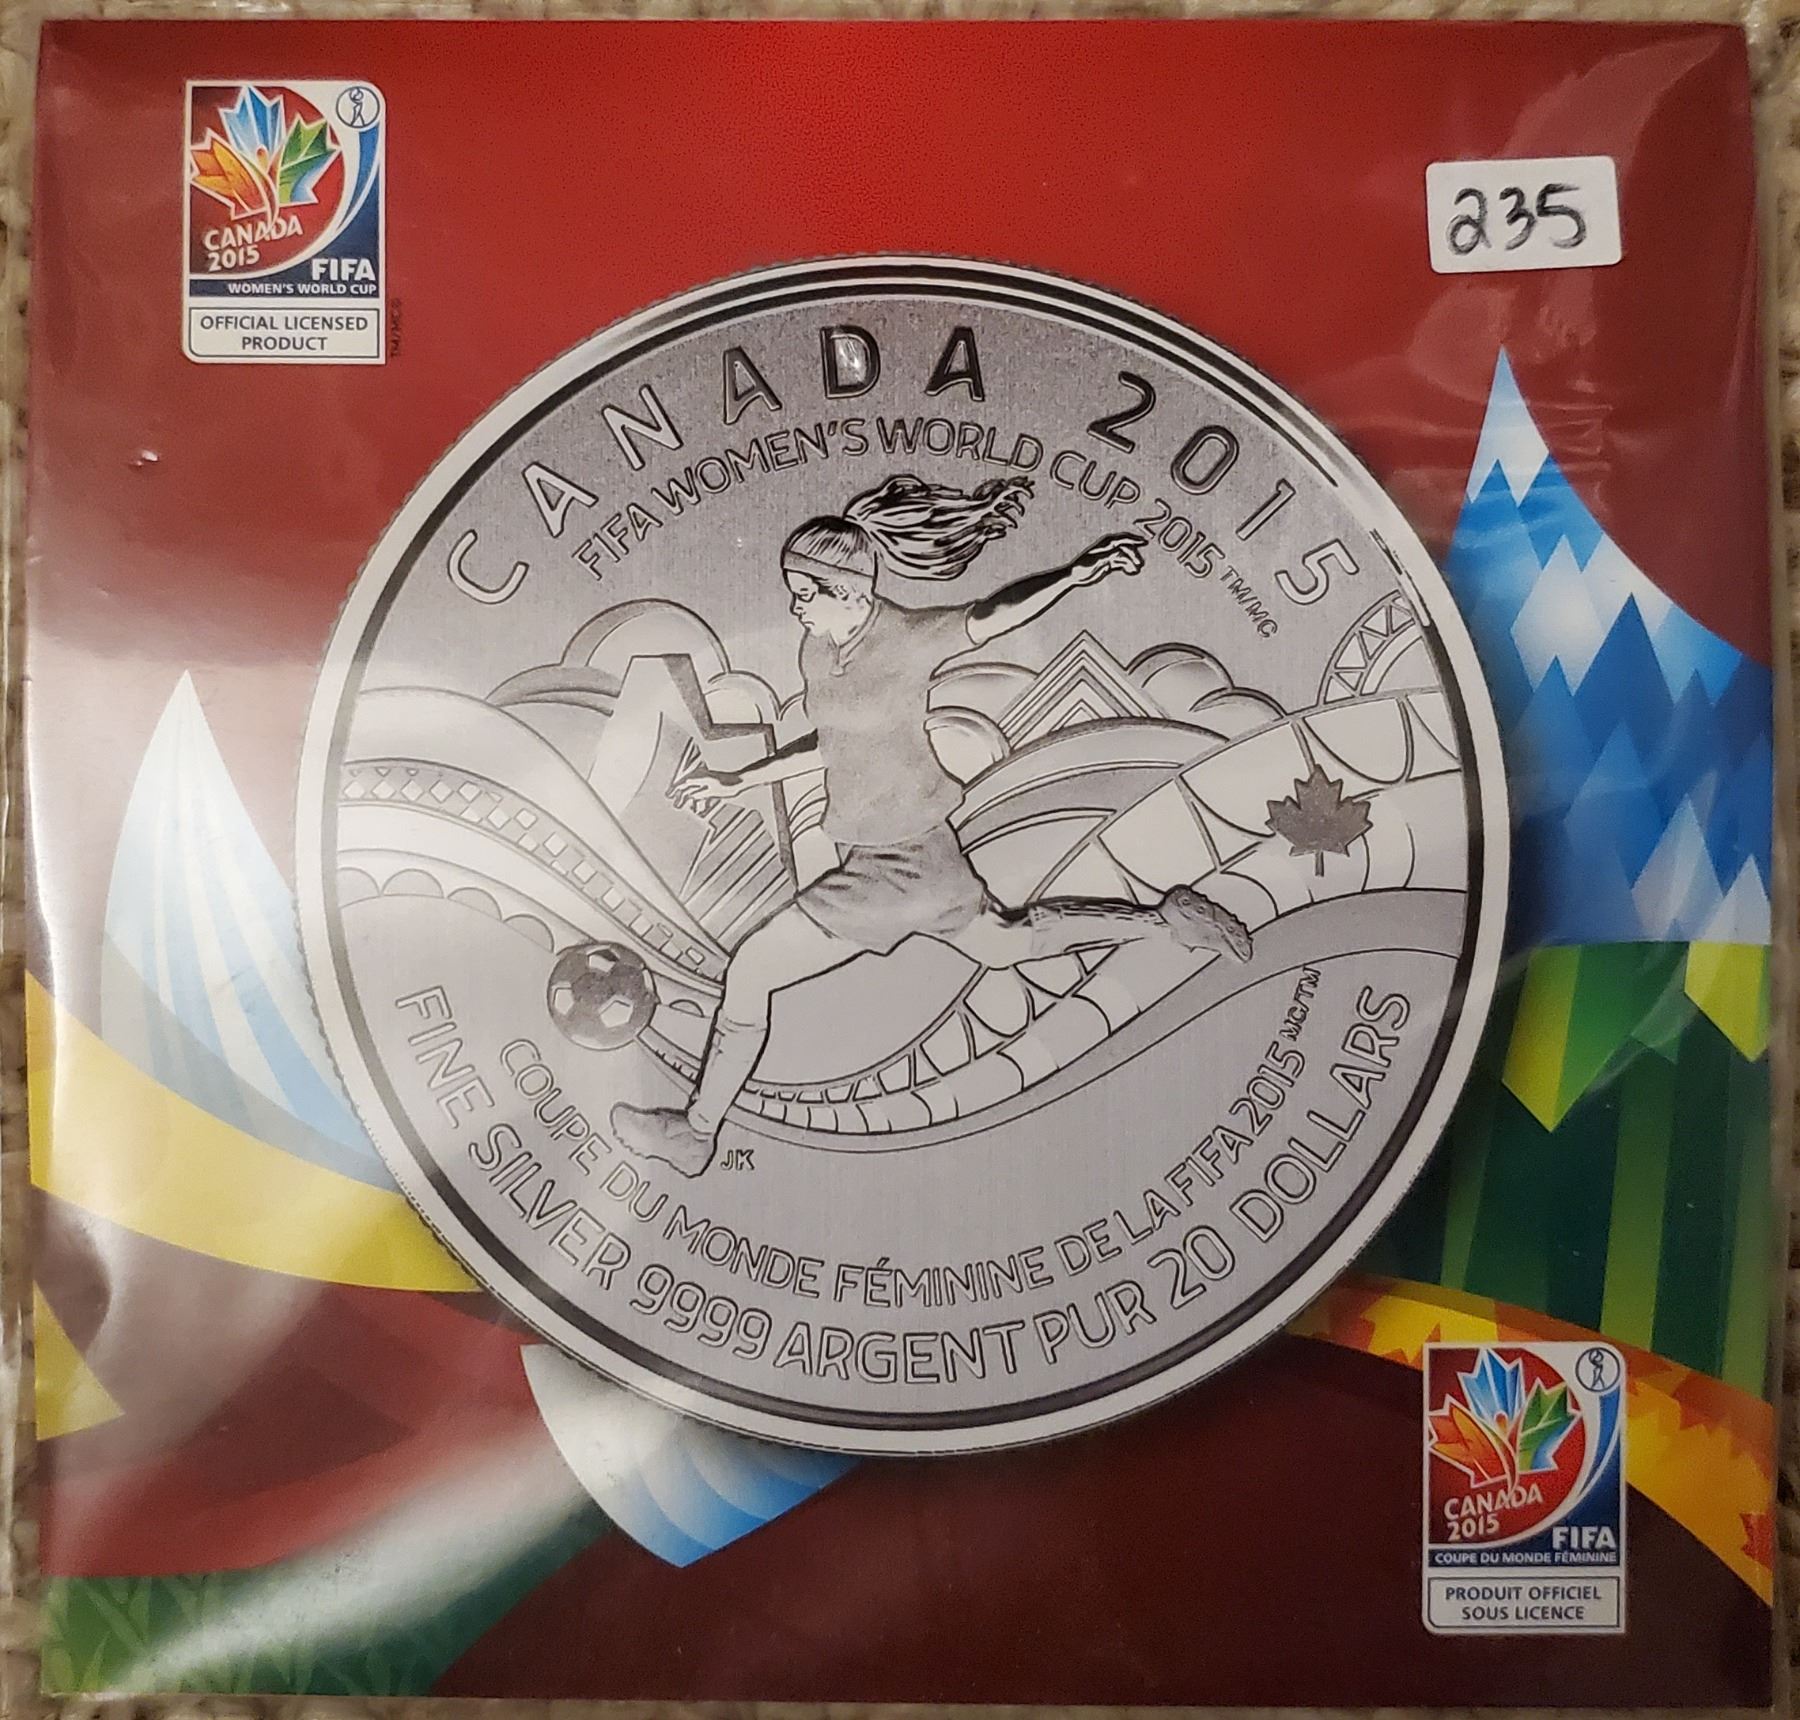 CANADA
2015
FIFA
WOMEN'S WORLD CUP
OFFICIAL LICENSED
PRODUCT
TM/MC©
235
CANADA 2015
FIFA WOMEN'S WORLD CUP 2015 TM/MC
JK
COUPE DU MONDE FÉMININE DE LA FIFA 2015 MC/TM
FINE SILVER 9999 ARGENT PUR 20 DOLLARS
CANADA
2015
FIFA
COUPE DU MONDE FÉMININE
PRODUIT OFFICIEL
SOUS LICENCE